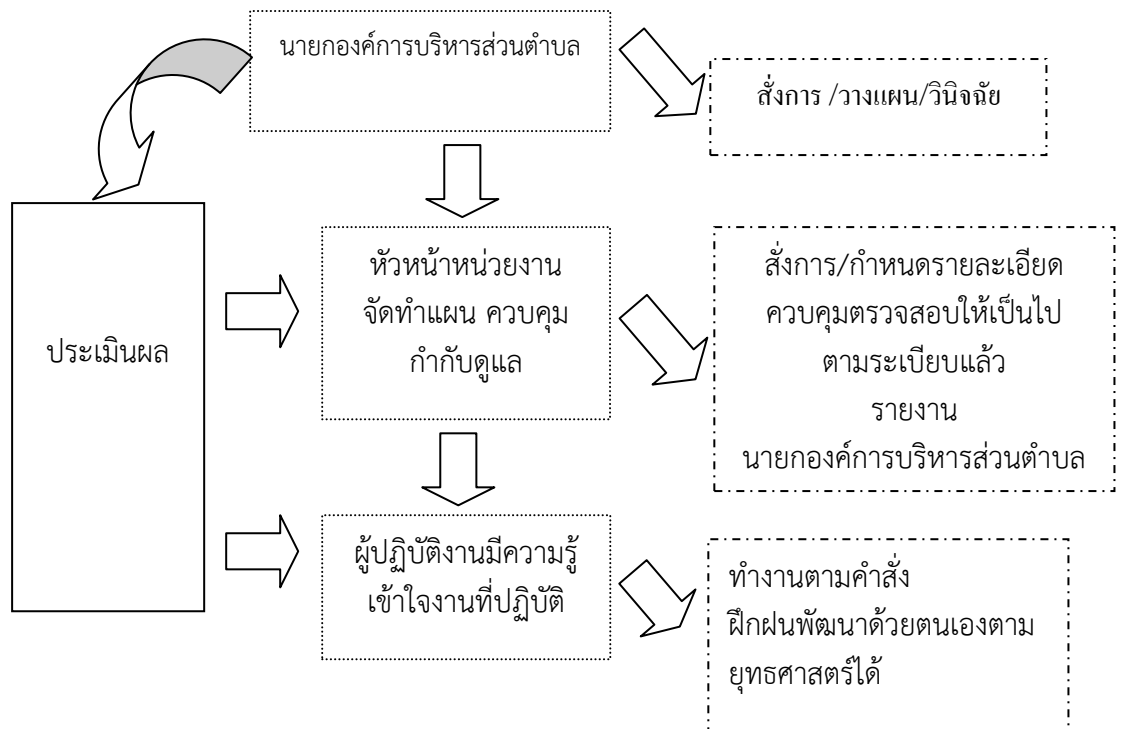 นายกองค์การบริหารส่วนตำบล
สั่งการ /วางแผน/วินิจฉัย
ประเมินผล
หัวหน้าหน่วยงาน
จัดทำแผน ควบคุม
กำกับดูแล
สั่งการ/กำหนดรายละเอียด
ควบคุมตรวจสอบให้เป็นไป
ตามระเบียบแล้ว
รายงาน
นายกองค์การบริหารส่วนตำบล
ผู้ปฏิบัติงานมีความรู้
เข้าใจงานที่ปฏิบัติ
ทำงานตามคำสั่ง
ฝึกฝนพัฒนาด้วยตนเองตาม
ยุทธศาสตร์ได้